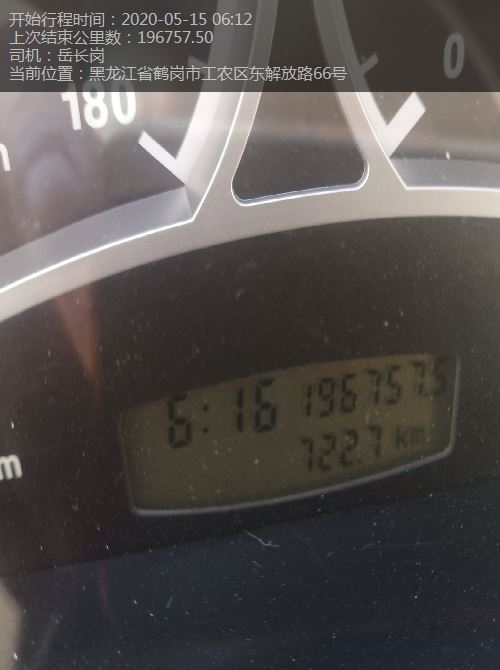 开始行程时间：2020-05-15 06:12
上次结束公里数：196757.50
司机：岳长岗
当前位置：黑龙江省鹤岗市工农区东解放路66号
0
180
6:16 196757.5
722.7 km
m